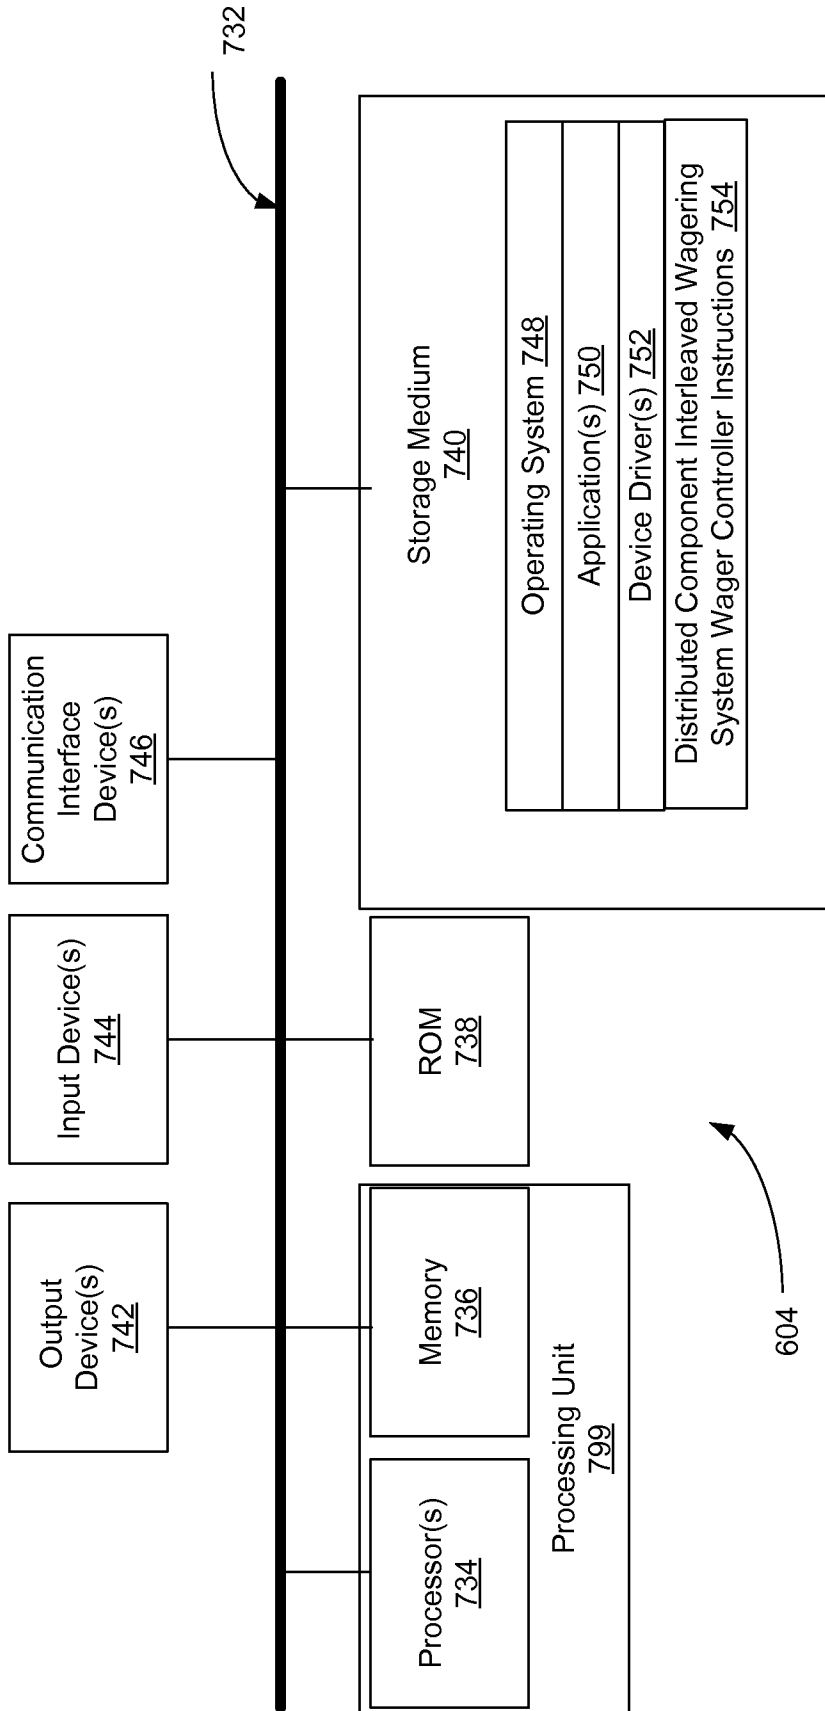 732
Output
Device(s)
742
Input Device(s)
744
Communication
Interface
Device(s)
746
Processor(s)
734
Memory
736
Processing Unit
799
ROM
738
Storage Medium
740
Operating System 748
Application(s) 750
Device Driver(s) 752
Distributed Component Interleaved Wagering
System Wager Controller Instructions 754
604